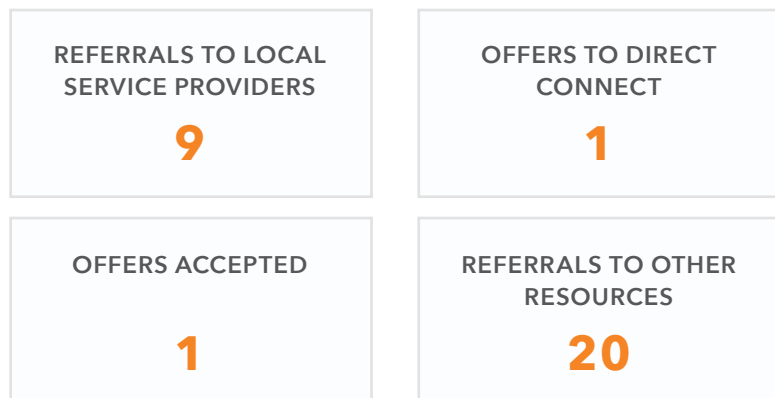 REFERRALS TO LOCAL
SERVICE PROVIDERS
9
OFFERS TO DIRECT
CONNECT
1
OFFERS ACCEPTED
1
REFERRALS TO OTHER
RESOURCES
20